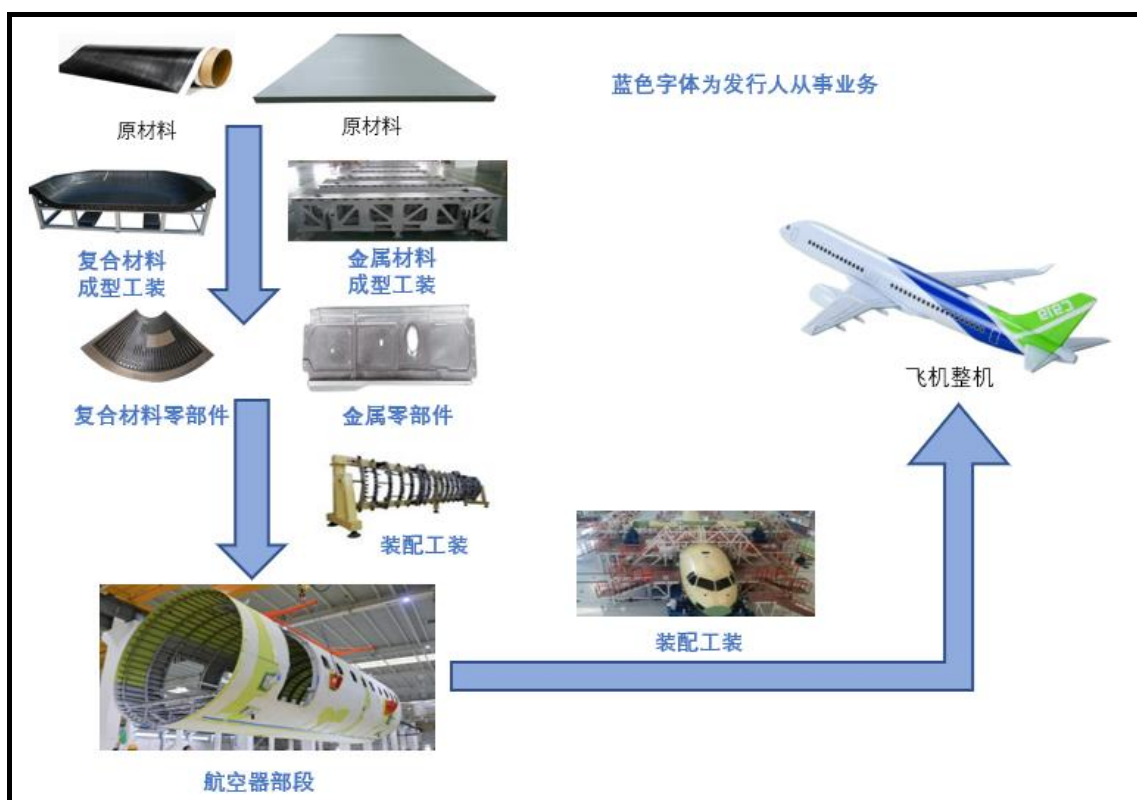 蓝色字体为发行人从事业务
原材料
原材料
复合材料
成型工装
金属材料
成型工装
复合材料零部件
金属零部件
装配工装
航空器部段
装配工装
飞机整机
C919